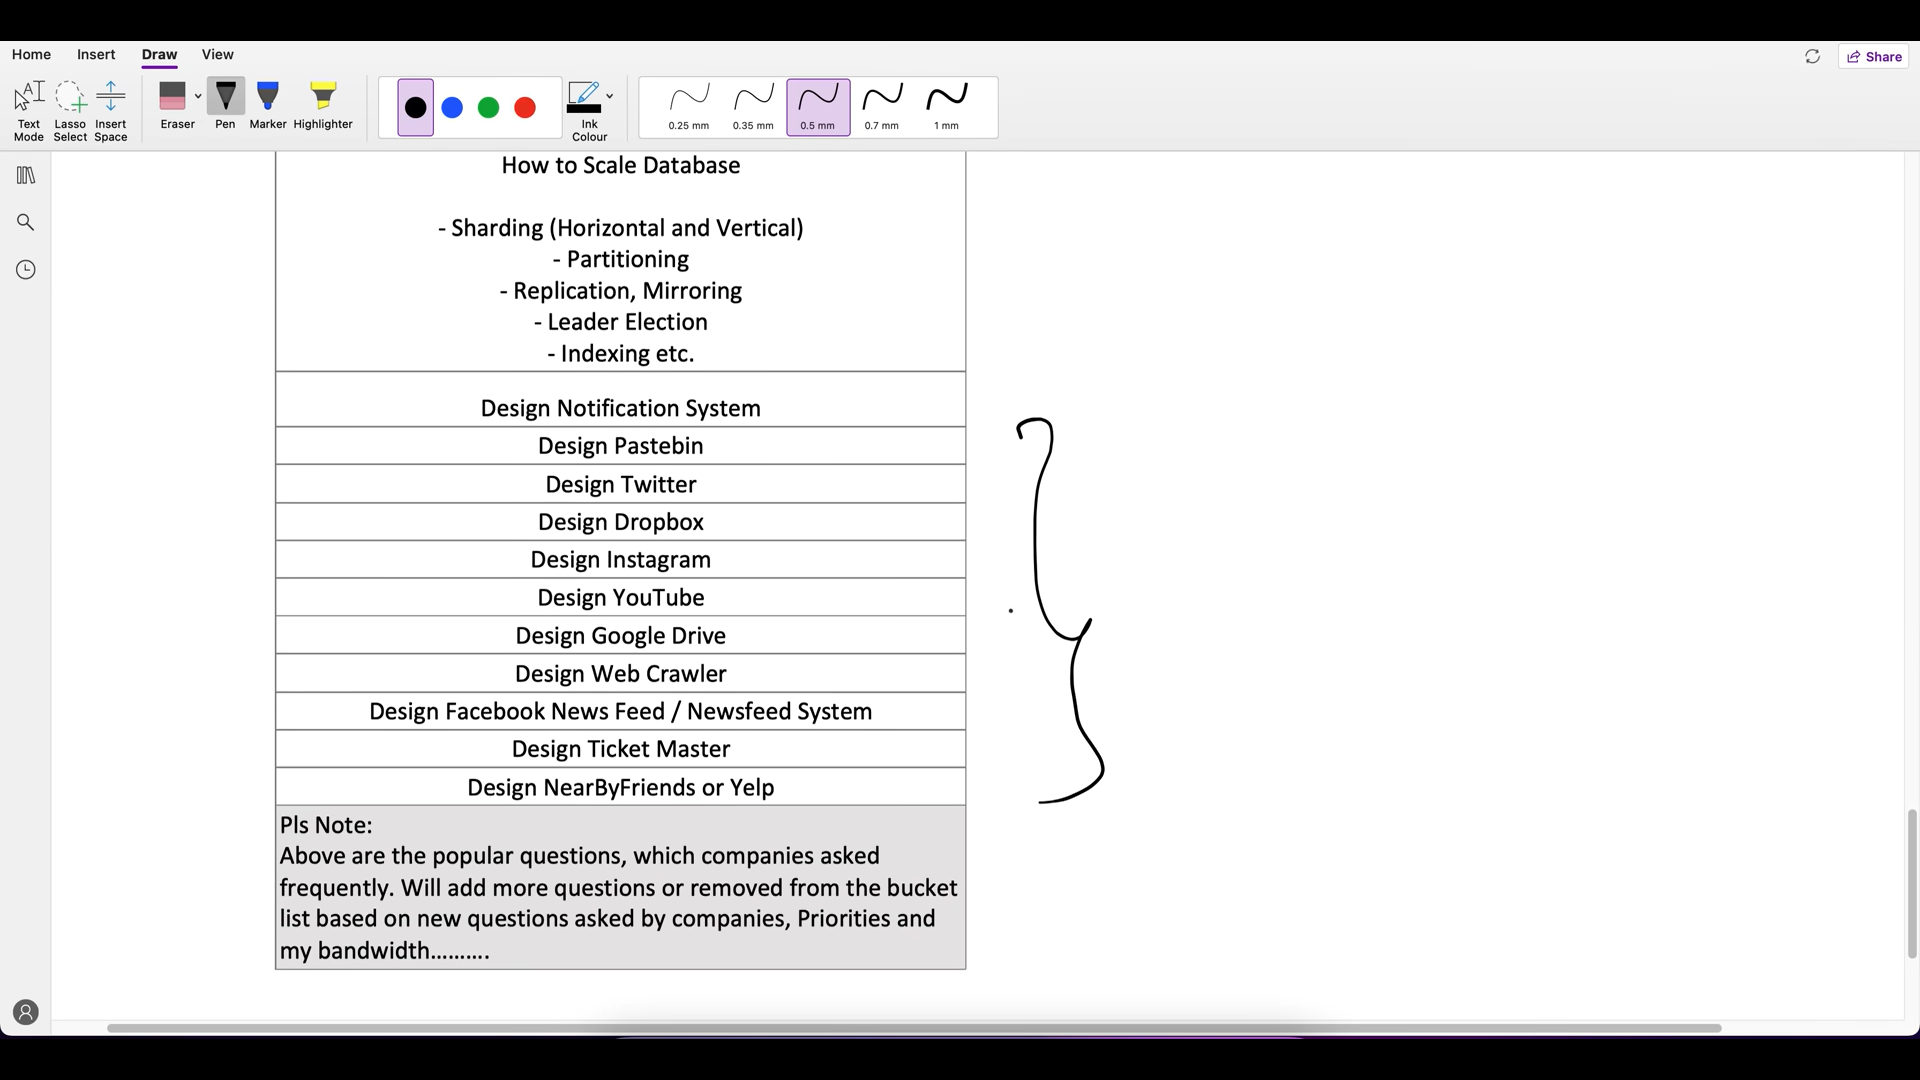 Home Insert Draw View
Share
Text Mode
Lasso Select
Insert Space
Eraser
Pen
Marker
Highlighter
Ink Colour
0.25 mm
0.35 mm
0.5 mm
0.7 mm
1 mm
How to Scale Database
- Sharding (Horizontal and Vertical)
- Partitioning
- Replication, Mirroring
- Leader Election
- Indexing etc.
Design Notification System
Design Pastebin
Design Twitter
Design Dropbox
Design Instagram
Design YouTube
Design Google Drive
Design Web Crawler
Design Facebook News Feed / Newsfeed System
Design Ticket Master
Design NearByFriends or Yelp
Pls Note:
Above are the popular questions, which companies asked
frequently. Will add more questions or removed from the bucket
list based on new questions asked by companies, Priorities and
my bandwidth..........